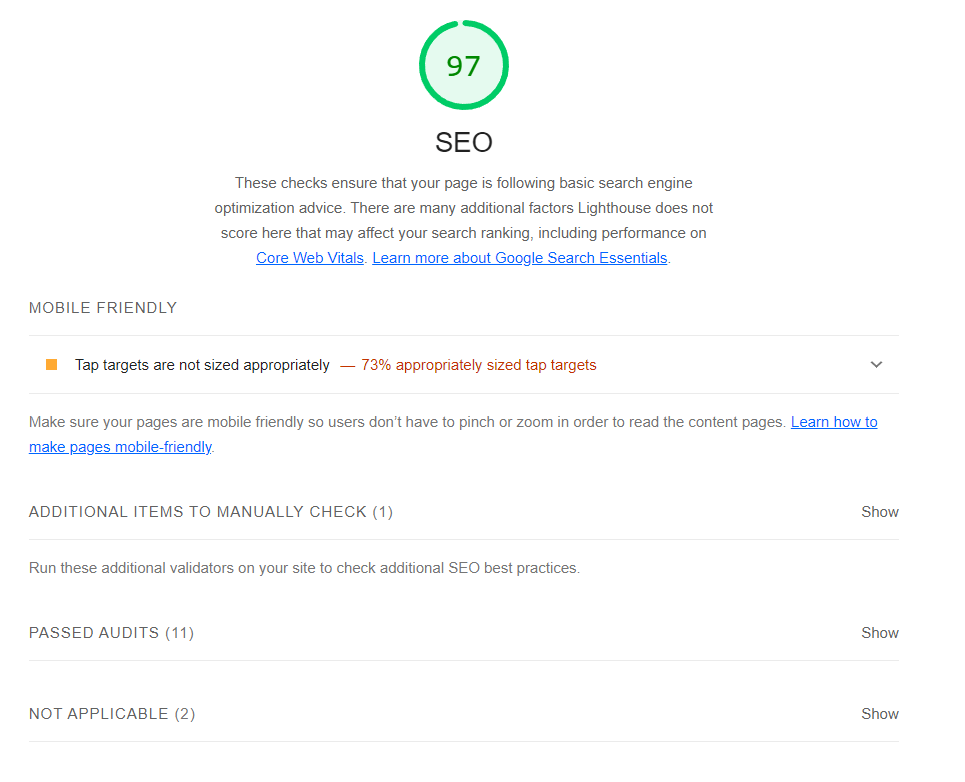 97
SEO
These checks ensure that your page is following basic search engine
optimization advice. There are many additional factors Lighthouse does not
score here that may affect your search ranking, including performance on
Core Web Vitals. Learn more about Google Search Essentials.
MOBILE FRIENDLY
Tap targets are not sized appropriately — 73% appropriately sized tap targets
Make sure your pages are mobile friendly so users don’t have to pinch or zoom in order to read the content pages. Learn how to
make pages mobile-friendly.
ADDITIONAL ITEMS TO MANUALLY CHECK (1) Show
Run these additional validators on your site to check additional SEO best practices.
PASSED AUDITS (11) Show
NOT APPLICABLE (2) Show